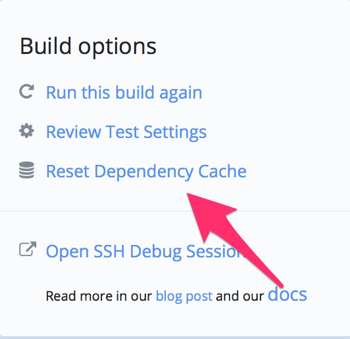 Build options
Run this build again
Review Test Settings
Reset Dependency Cache
Open SSH Debug Session
Read more in our blog post and our docs